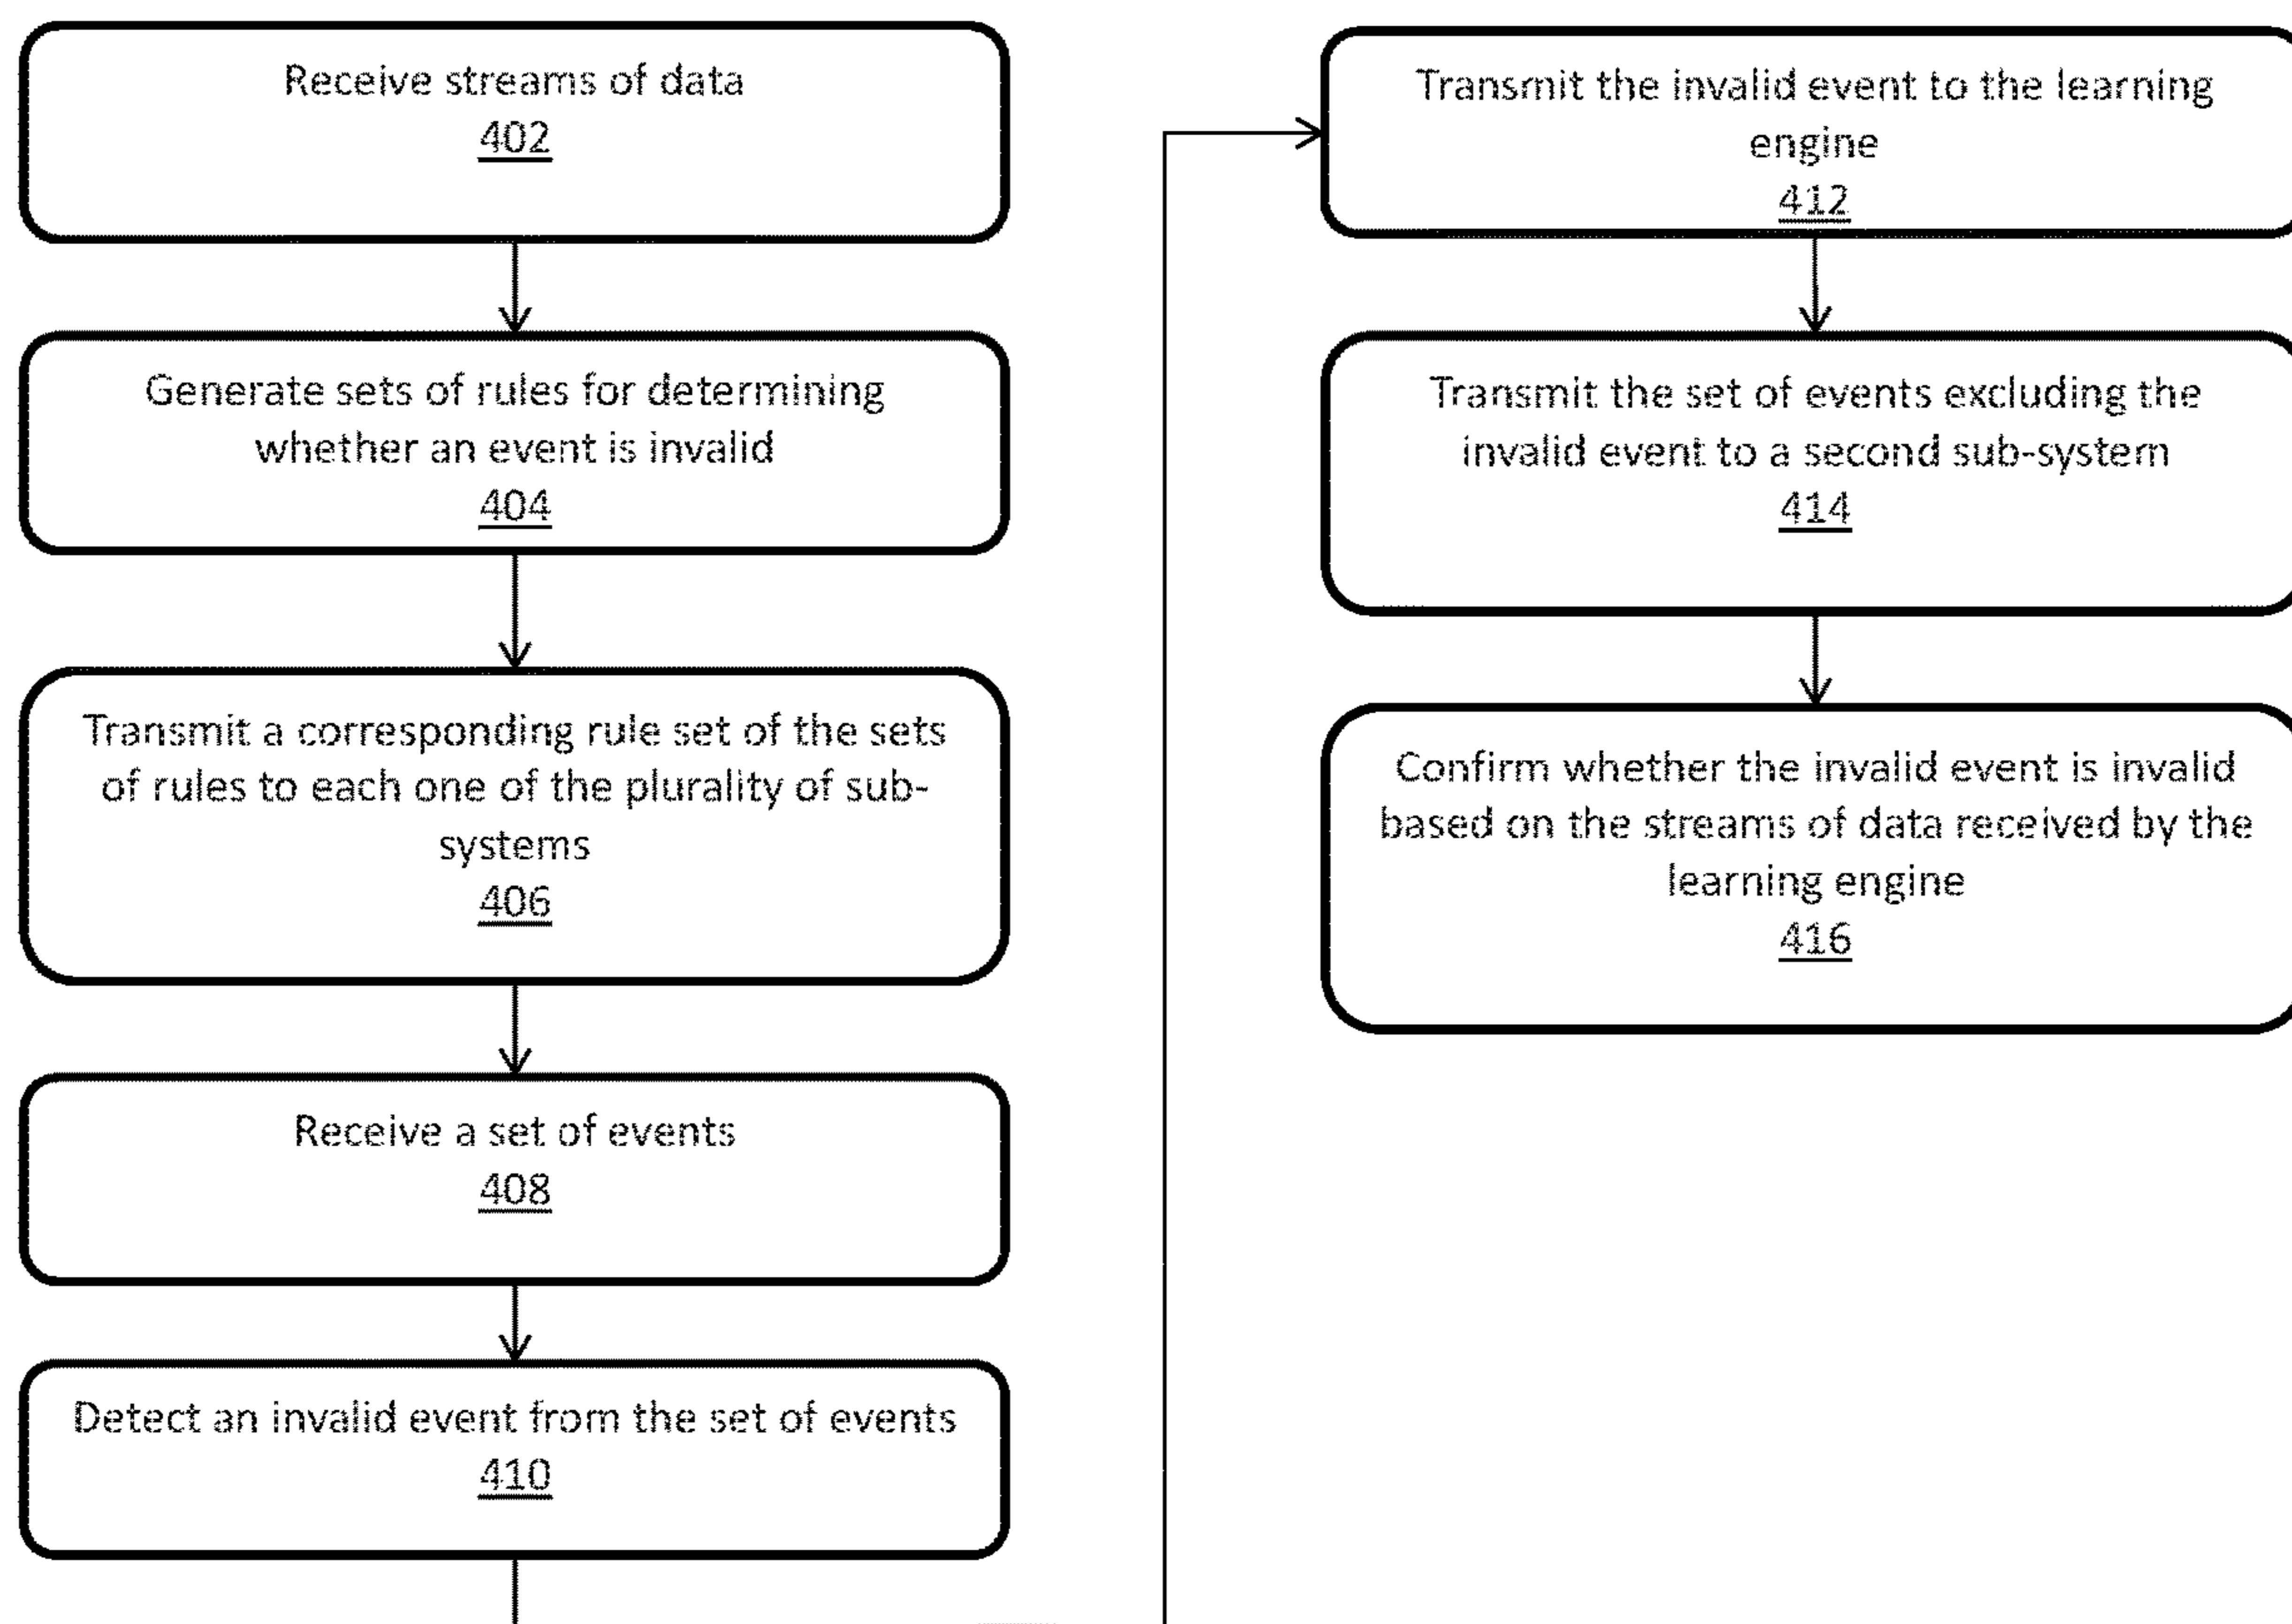 Receive streams of data
402
Generate sets of rules for determining
whether an event is invalid
404
Transmit a corresponding rule set of the sets
of rules to each one of the plurality of sub-
systems
406
Receive a set of events
408
Detect an invalid event from the set of events
410
Transmit the invalid event to the learning
engine
412
Transmit the set of events excluding the
invalid event to a second sub-system
414
Confirm whether the invalid event is invalid
based on the streams of data received by the
learning engine
416